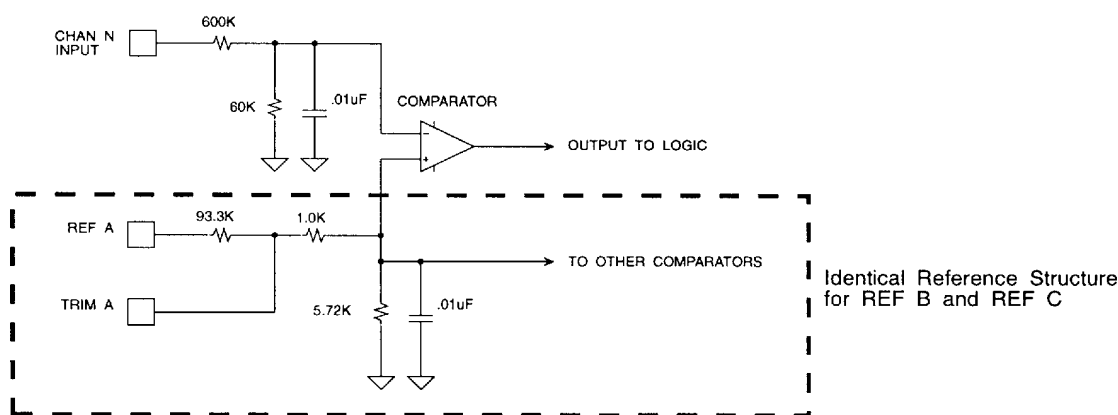 600K
CHAN N
INPUT
60K
.01uF
COMPARATOR
-
+
OUTPUT TO LOGIC
REF A
93.3K
1.0K
TO OTHER COMPARATORS
TRIM A
5.72K
.01uF
Identical Reference Structure
for REF B and REF C